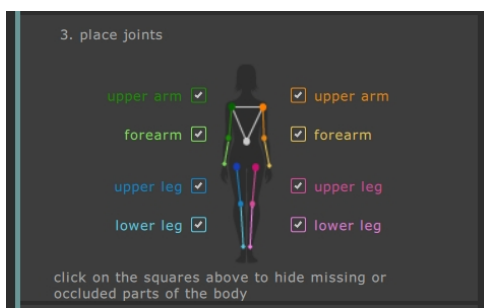 3. place joints
upper arm upper arm
forearm forearm
upper leg upper leg
lower leg lower leg
click on the squares above to hide missing or
occluded parts of the body